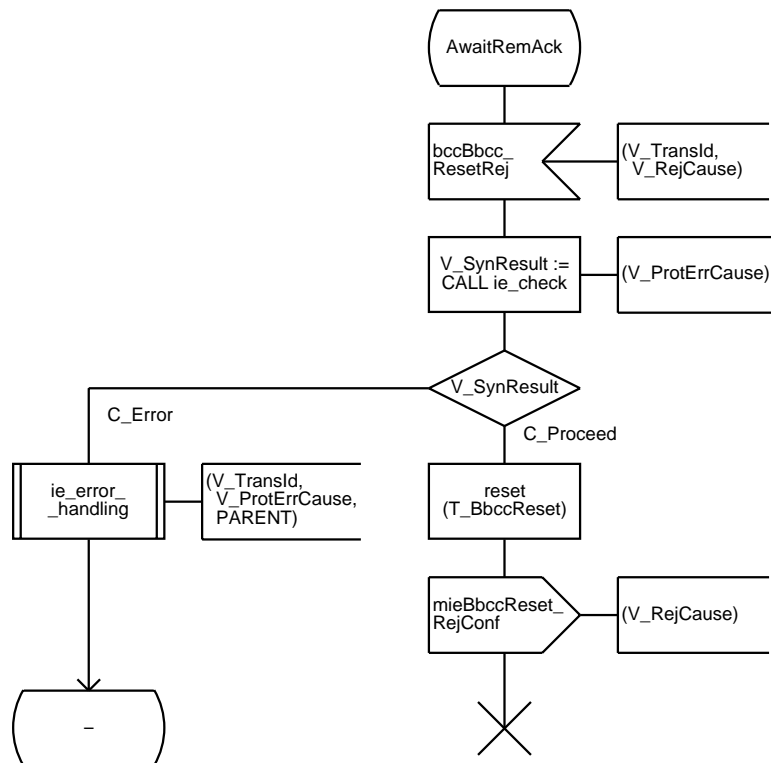 AwaitRemAck
bccBbcc_
ResetRej
(V_TransId,
V_RejCause)
V_SynResult :=
CALL ie_check
(V_ProtErrCause)
V_SynResult
C_Error
C_Proceed
ie_error_
_handling
(V_TransId,
V_ProtErrCause,
PARENT)
reset
(T_BbccReset)
mieBbccReset_
RejConf
(V_RejCause)
–